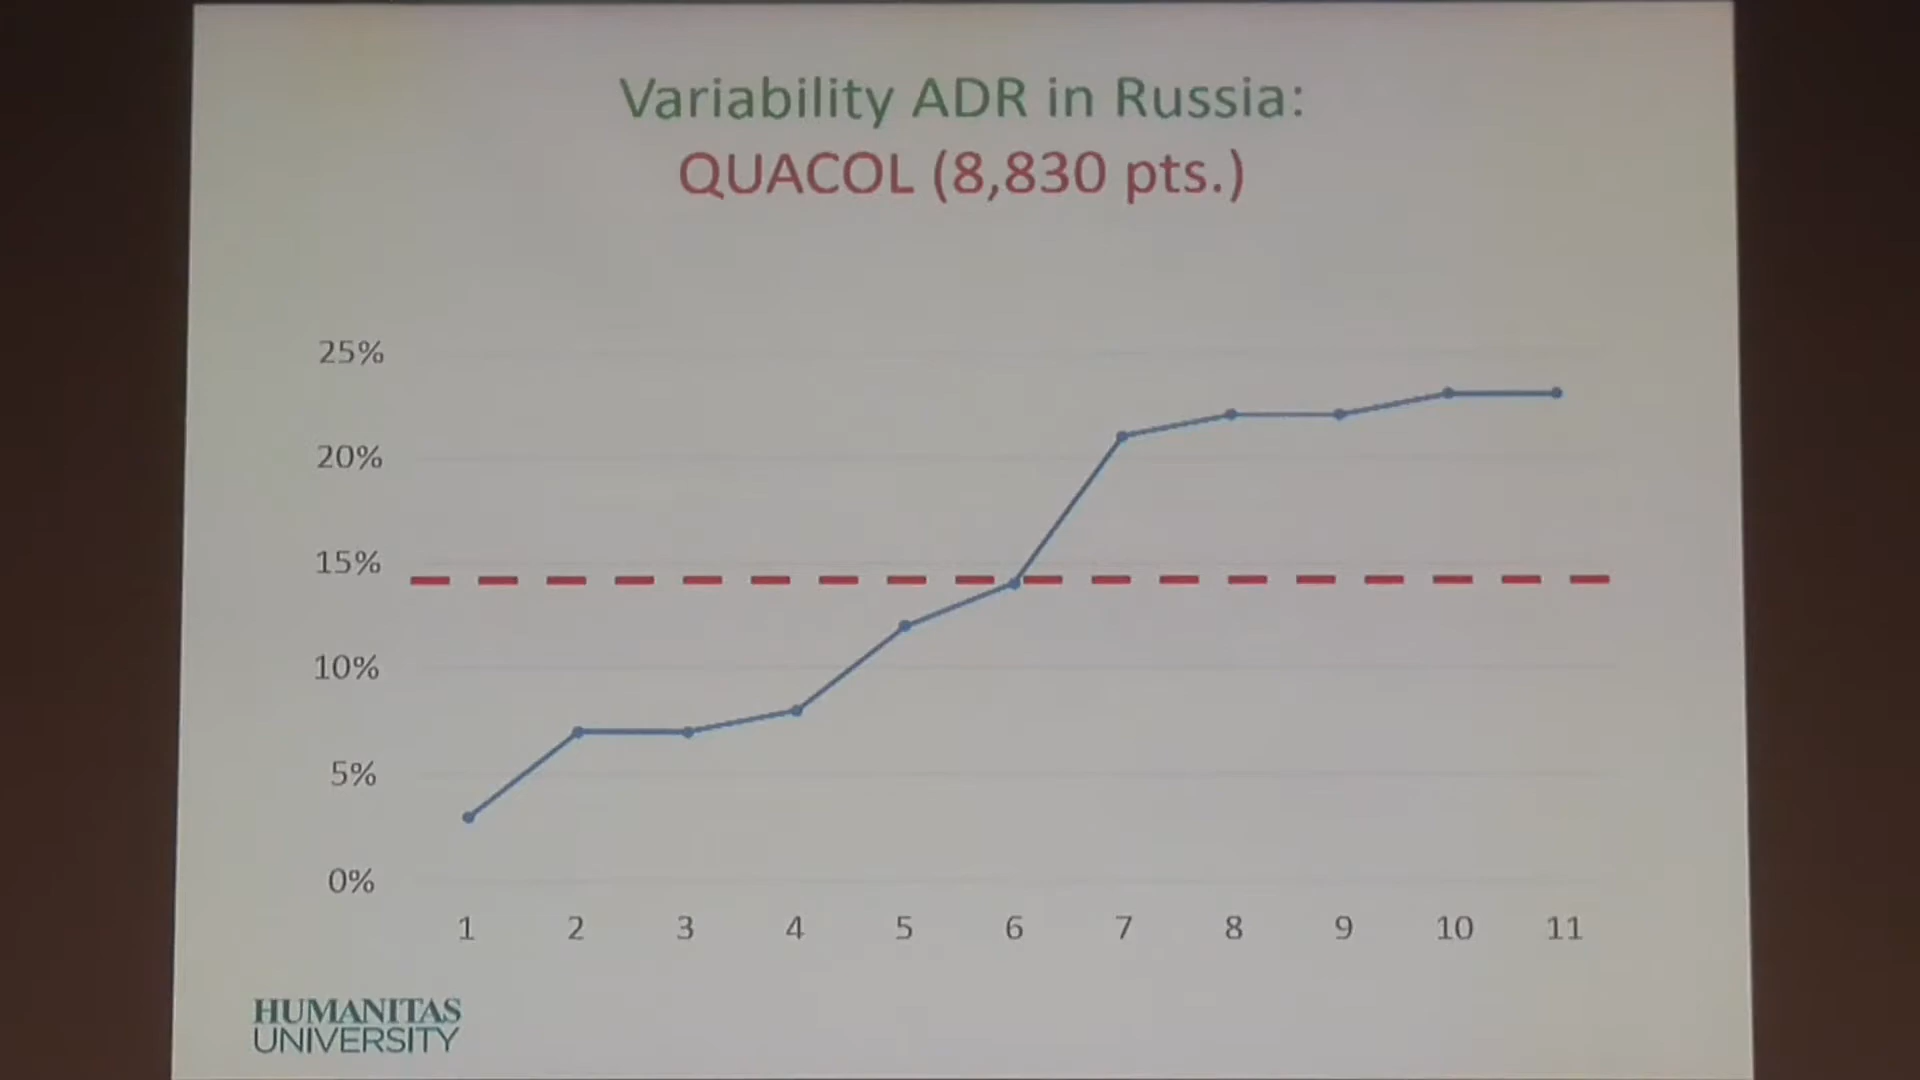 Variability ADR in Russia:
QUACOL (8,830 pts.)
25%
20%
15%
10%
5%
0%
1 2 3 4 5 6 7 8 9 10 11
HUMANITAS
UNIVERSITY